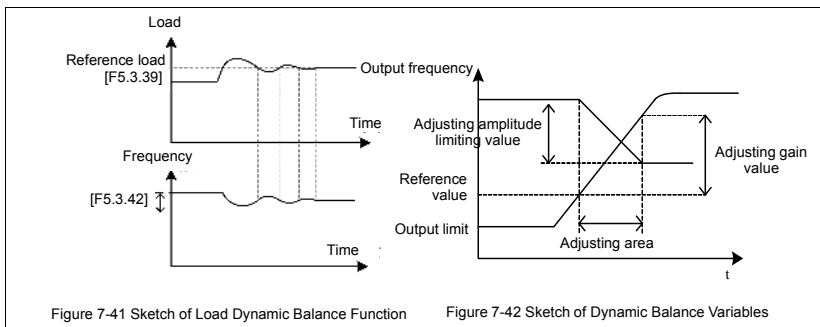 Load
Reference load
[F5.3.39]
Time
Frequency
[F5.3.42]
Time
Figure 7-41 Sketch of Load Dynamic Balance Function
Output frequency
Adjusting amplitude
limiting value
Adjusting gain
value
Reference
value
Output limit
Adjusting area
t
Figure 7-42 Sketch of Dynamic Balance Variables